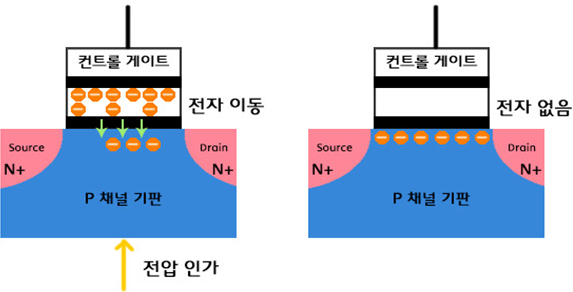 컨트롤 게이트
전자 이동
Source
Drain
N+
N+
P 채널 기판
전압 인가
컨트롤 게이트
전자 없음
Source
Drain
N+
N+
P 채널 기판